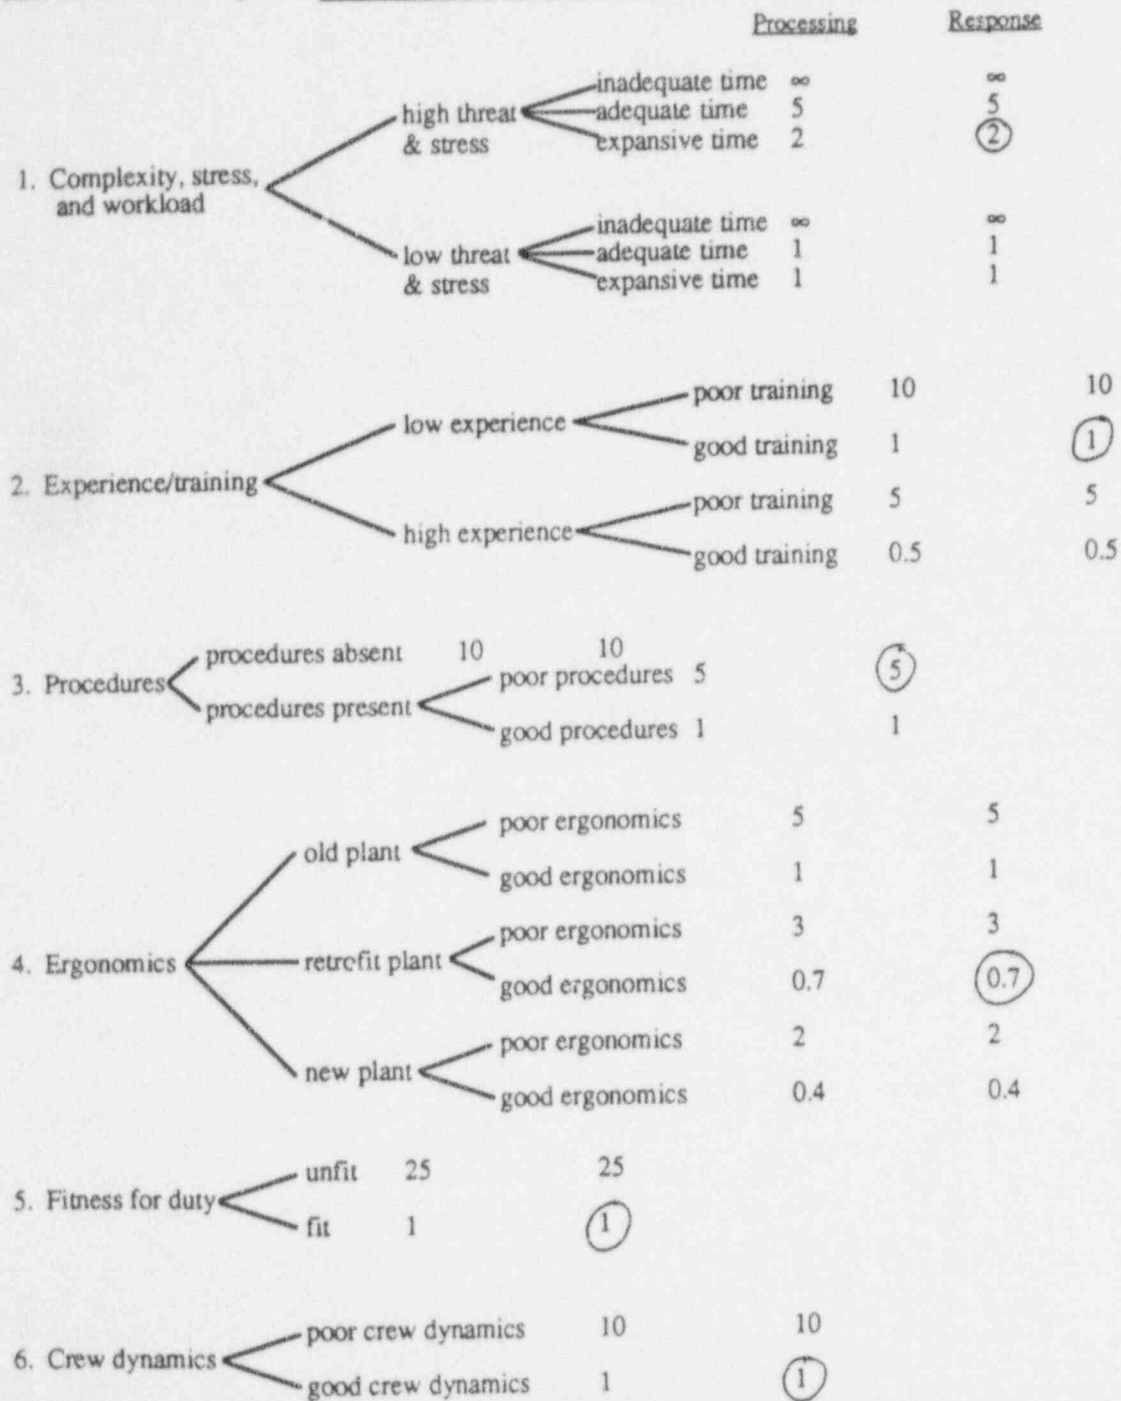 Processing Response
inadequate time ∞ ∞
high threat adequate time 5 5
& stress expansive time 2 2
1. Complexity, stress,
and workload
inadequate time ∞ ∞
low threat adequate time 1 1
& stress expansive time 1 1
poor training 10 10
low experience
good training 1 1
2. Experience/training
poor training 5 5
high experience
good training 0.5 0.5
procedures absent 10 10
3. Procedures poor procedures 5 5
procedures present
good procedures 1 1
poor ergonomics 5 5
old plant
good ergonomics 1 1
poor ergonomics 3 3
4. Ergonomics retrofit plant
good ergonomics 0.7 0.7
poor ergonomics 2 2
new plant
good ergonomics 0.4 0.4
unfit 25 25
5. Fitness for duty
fit 1 1
poor crew dynamics 10 10
6. Crew dynamics
good crew dynamics 1 1